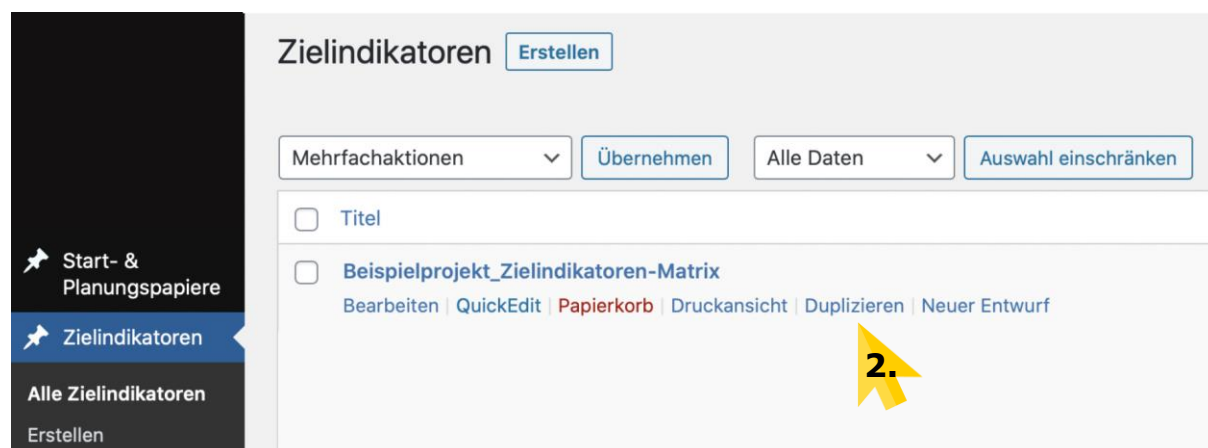 Zielindikatoren Erstellen
Mehrfachaktionen Übernehmen Alle Daten Auswahl einschränken
Titel
Beispielprojekt_Zielindikatoren-Matrix
Bearbeiten | QuickEdit | Papierkorb | Druckansicht | Duplizieren | Neuer Entwurf
2.
Start- &
Planungspapiere
Zielindikatoren
Alle Zielindikatoren
Erstellen